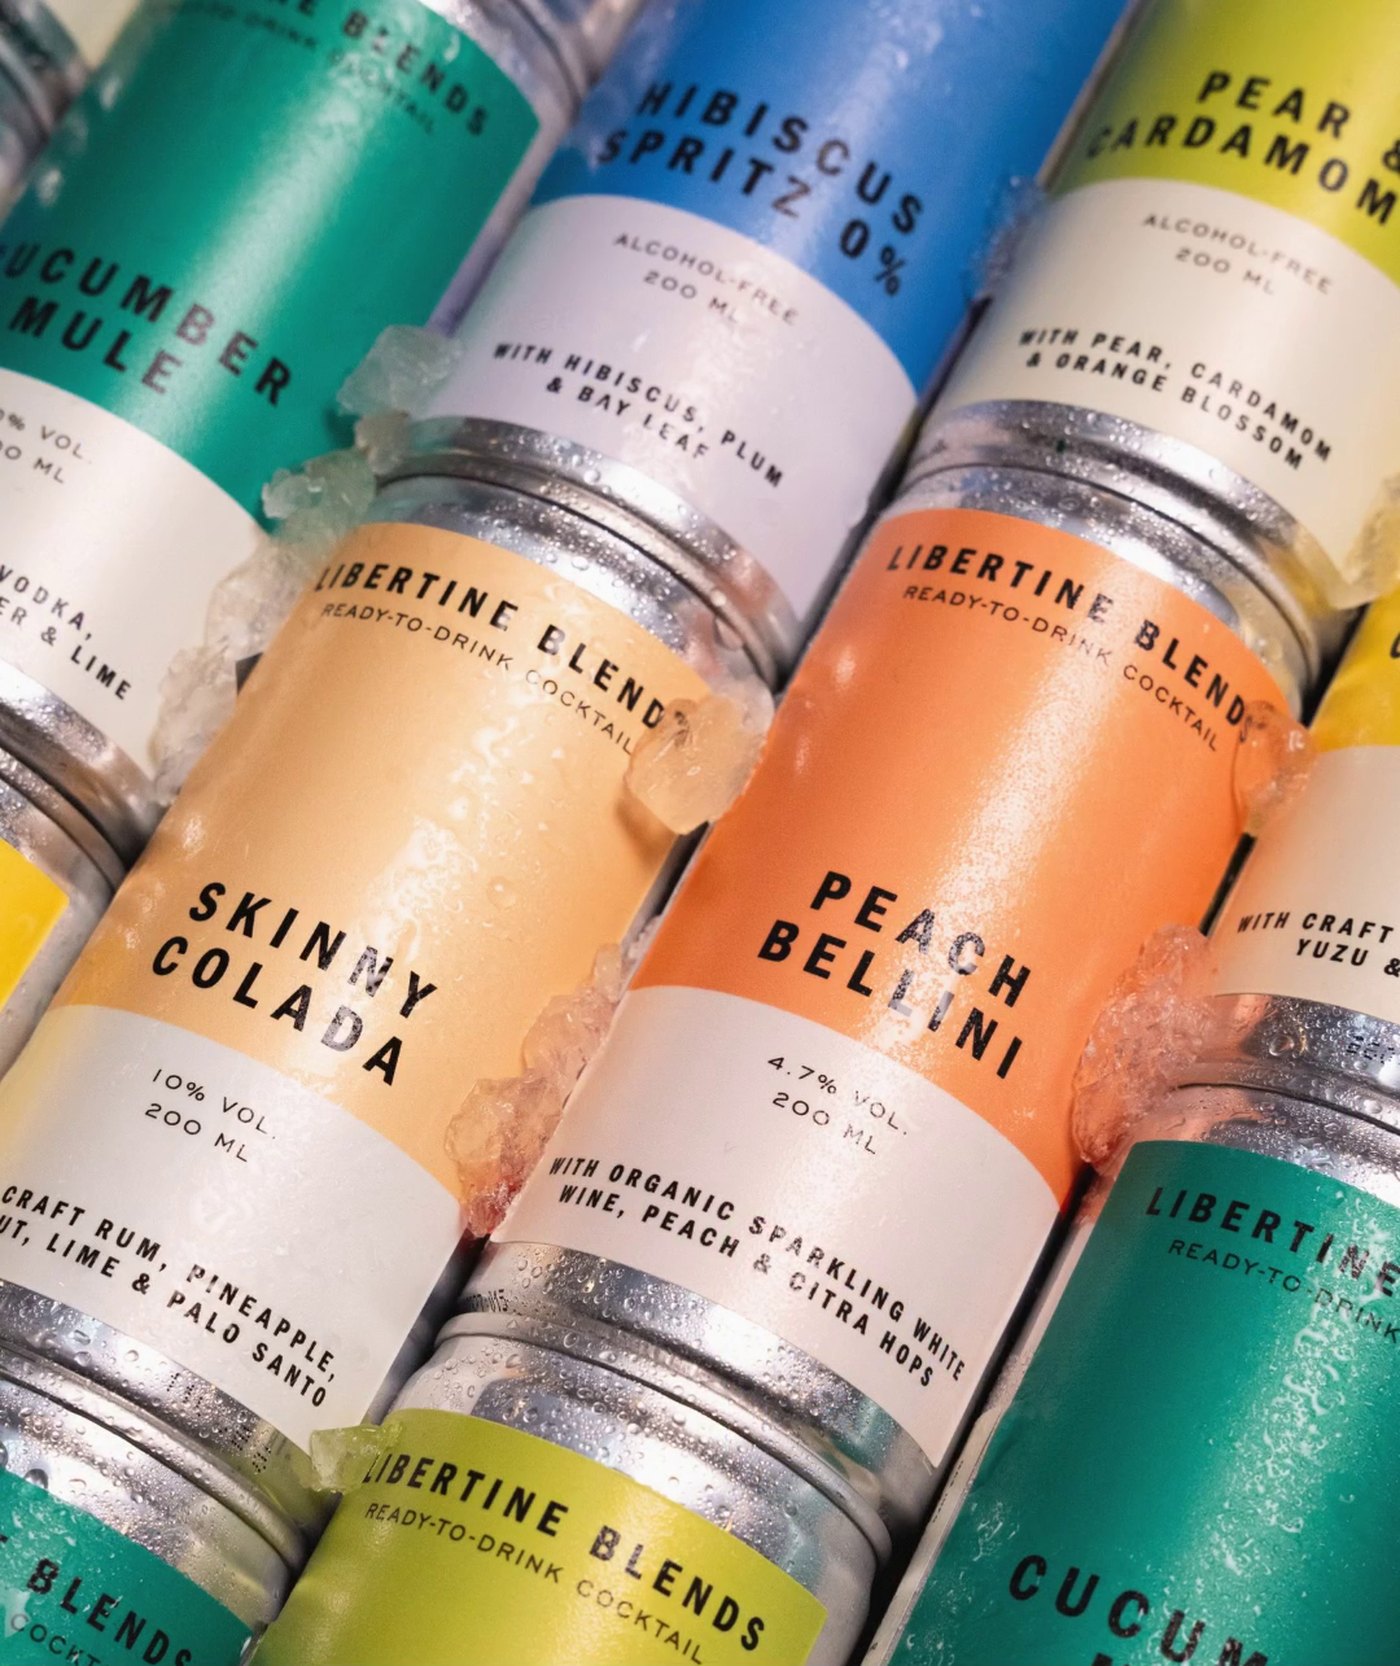 BLENDS
COCKTAIL
CUCUMBER
MULE
VOL.
ML
VODKA,
& LIME
HIBISCUS
SPRITZ 0%
ALCOHOL-FREE
200 ML
WITH HIBISCUS, PLUM
& BAY LEAF
PEAR &
CARDAMOM
ALCOHOL-FREE
200 ML
WITH PEAR, CARDAMOM
& ORANGE BLOSSOM
LIBERTINE BLENDS
READY-TO-DRINK COCKTAIL
SKINNY
COLADA
10% VOL.
200 ML
CRAFT RUM, PINEAPPLE,
LIME & PALO SANTO
LIBERTINE BLENDS
READY-TO-DRINK COCKTAIL
PEACH
BELLINI
4.7% VOL.
200 ML
WITH ORGANIC SPARKLING WHITE
WINE, PEACH & CITRA HOPS
WITH CRAFT
YUZU &
LIBERTINE
READY-TO-DRINK
CUCUM
LIBERTINE BLENDS
READY-TO-DRINK COCKTAIL
BLENDS